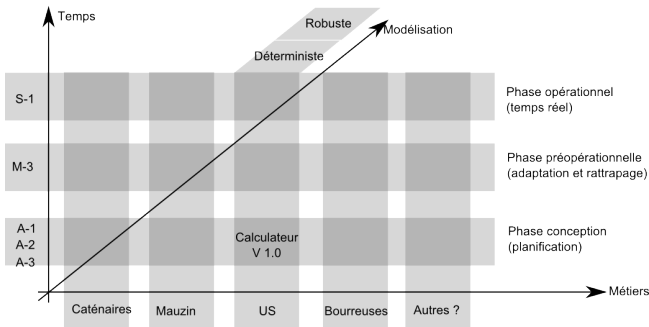 Temps
Robuste
Modélisation
Déterministe
S-1
Phase opérationnel
(temps réel)
M-3
Phase préopérationnelle
(adaptation et rattrapage)
A-1
A-2
A-3
Calculateur
V 1.0
Phase conception
(planification)
Métiers
Caténaires
Mauzin
US
Bourreuses
Autres ?